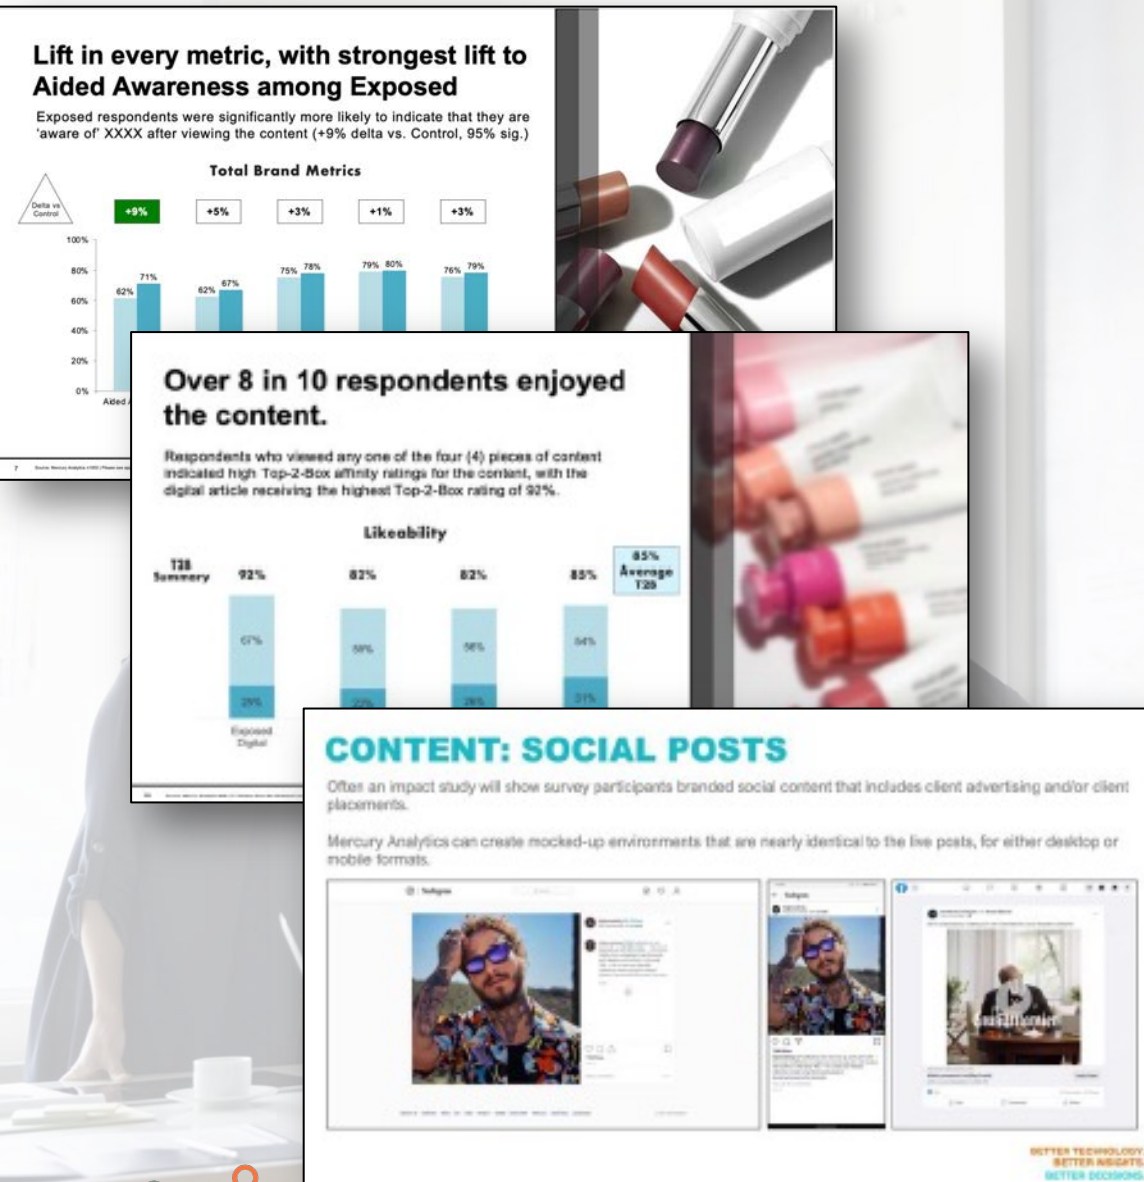 Lift in every metric, with strongest lift to
Aided Awareness among Exposed
Exposed respondents were significantly more likely to indicate that they are
'aware of' XXXX after viewing the content (+9% delta vs. Control, 95% sig.)
Total Brand Metrics
Delta vs
Control
+9% +5% +3% +1% +3%
100%
80%
60%
40%
20%
0%
62% 71% 62% 67% 75% 78% 79% 80% 76% 79%
Aided
7
Over 8 in 10 respondents enjoyed
the content.
Respondents who viewed any one of the four (4) pieces of content
indicated high Top-2-Box affinity ratings for the content, with the
digital article receiving the highest Top-2-Box rating of 92%.
Likeability
T2B
Summary
92% 82% 82% 85%
85%
Average
T2B
67% 56% 54%
25% 31%
Exposed
Digital
CONTENT: SOCIAL POSTS
Often an impact study will show survey participants branded social content that includes client advertising and/or client
placements.
Mercury Analytics can create mocked-up environments that are nearly identical to the live posts, for either desktop or
mobile formats.
Instagram
BETTER TECHNOLOGY
BETTER INSIGHTS
BETTER DECISIONS